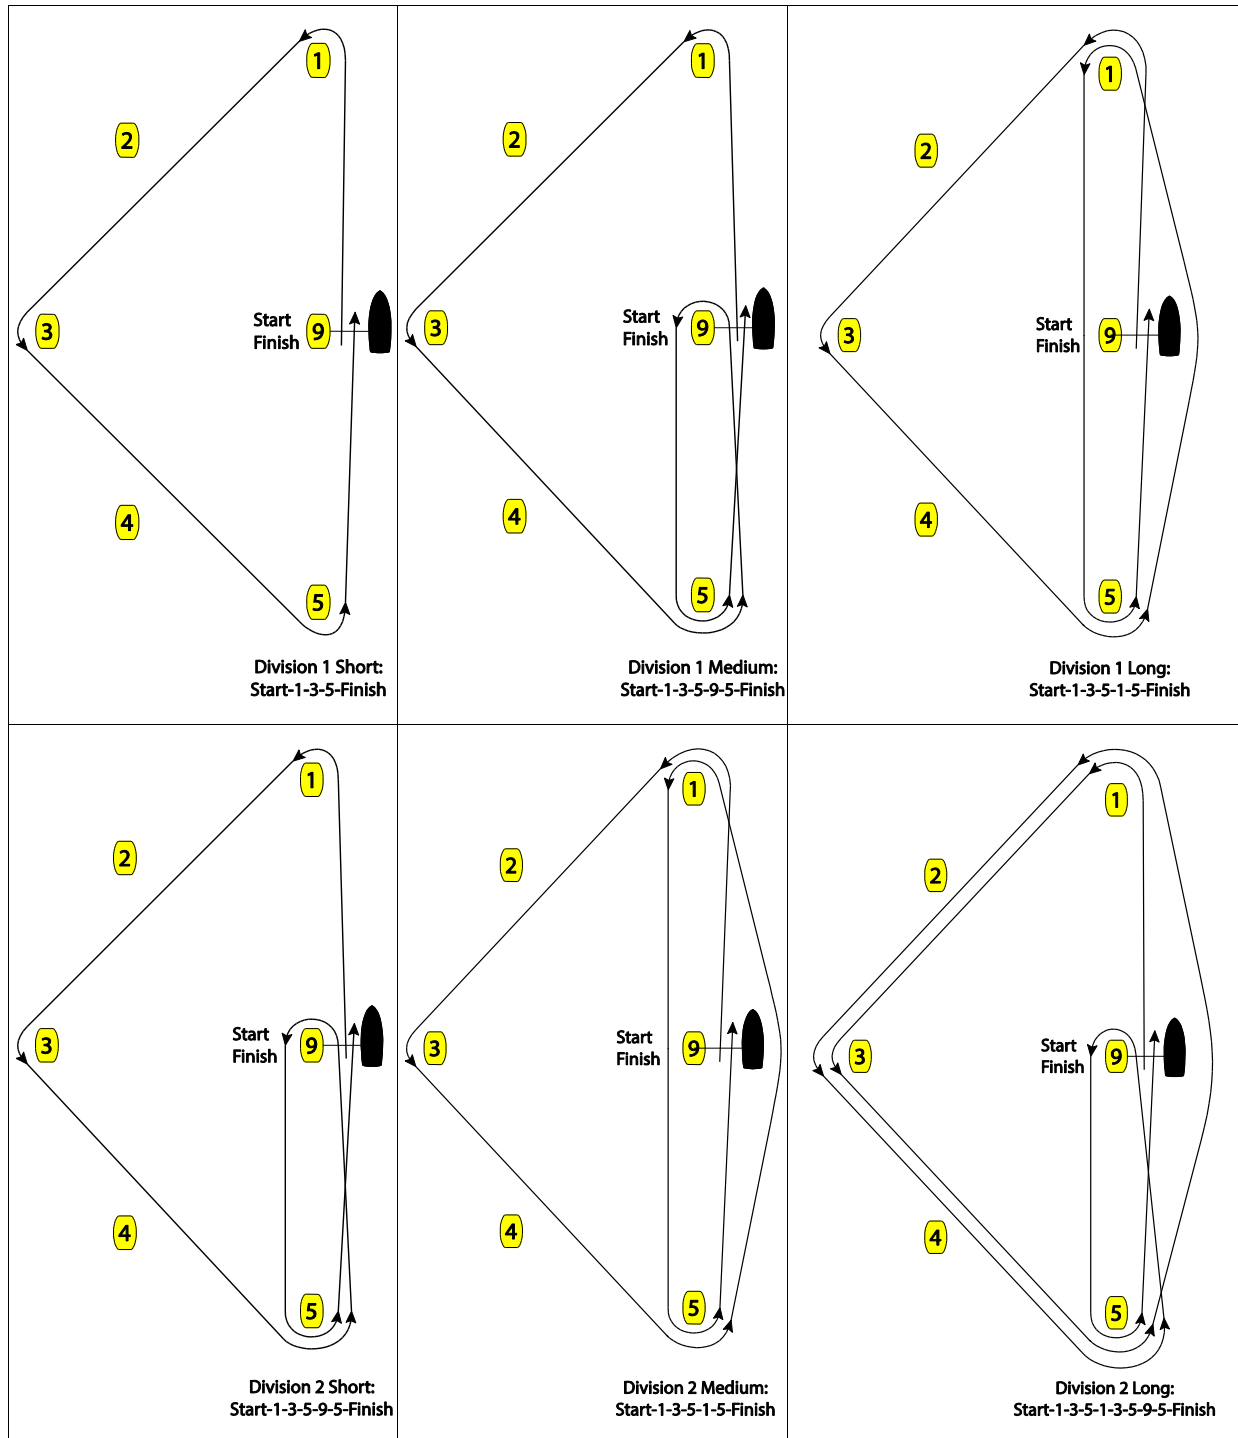 1
2
Start
Finish
9
3
4
5
Division 1 Short:
Start-1-3-5-Finish
1
2
Start
Finish
9
3
4
5
Division 1 Medium:
Start-1-3-5-9-5-Finish
1
2
Start
Finish
9
3
4
5
Division 1 Long:
Start-1-3-5-1-5-Finish
1
2
Start
Finish
9
3
4
5
Division 2 Short:
Start-1-3-5-9-5-Finish
1
2
Start
Finish
9
3
4
5
Division 2 Medium:
Start-1-3-5-1-5-Finish
1
2
Start
Finish
9
3
4
5
Division 2 Long:
Start-1-3-5-1-3-5-9-5-Finish